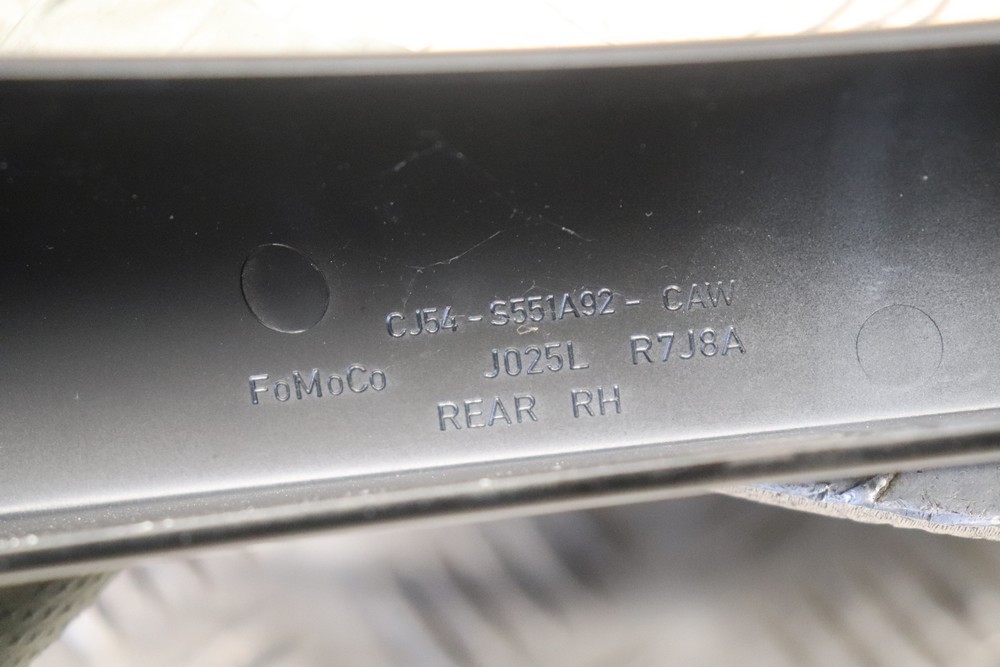 CJ54-S551A92- CAW
FoMoCo J025L R7J8A
REAR RH